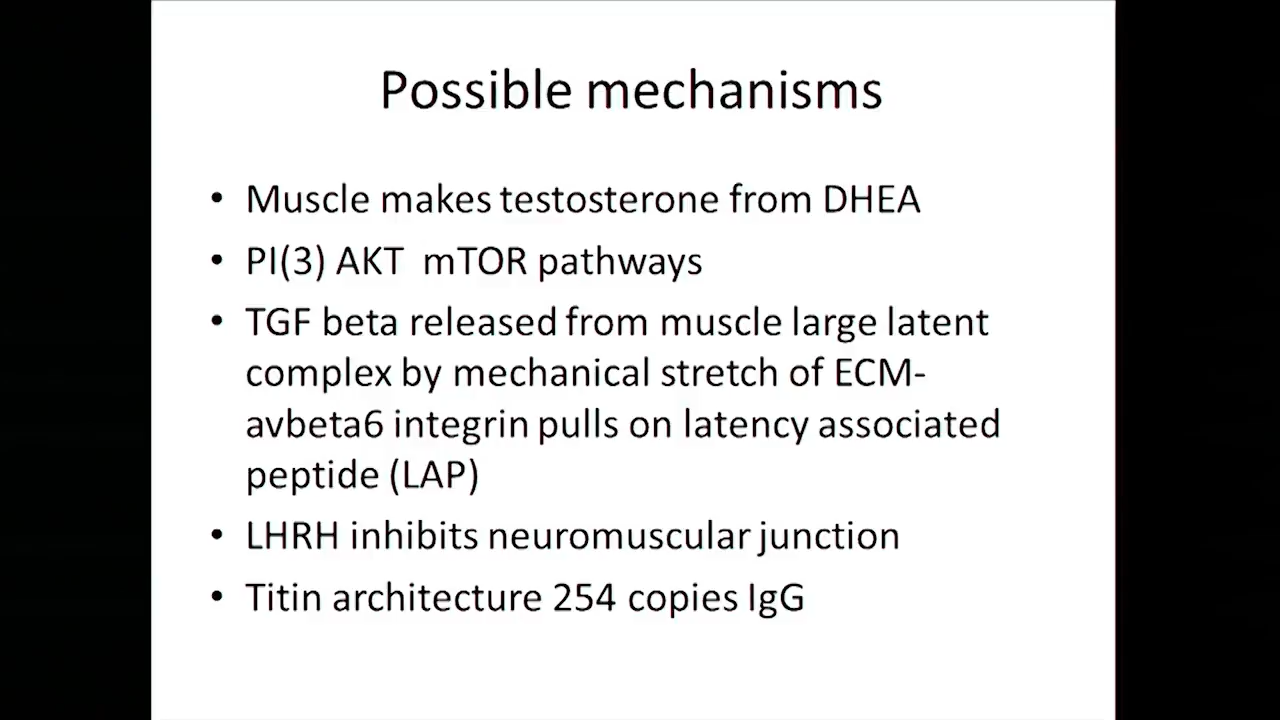 Possible mechanisms
• Muscle makes testosterone from DHEA
• PI(3) AKT  mTOR pathways
• TGF beta released from muscle large latent
complex by mechanical stretch of ECM-
avbeta6 integrin pulls on latency associated
peptide (LAP)
• LHRH inhibits neuromuscular junction
• Titin architecture 254 copies IgG